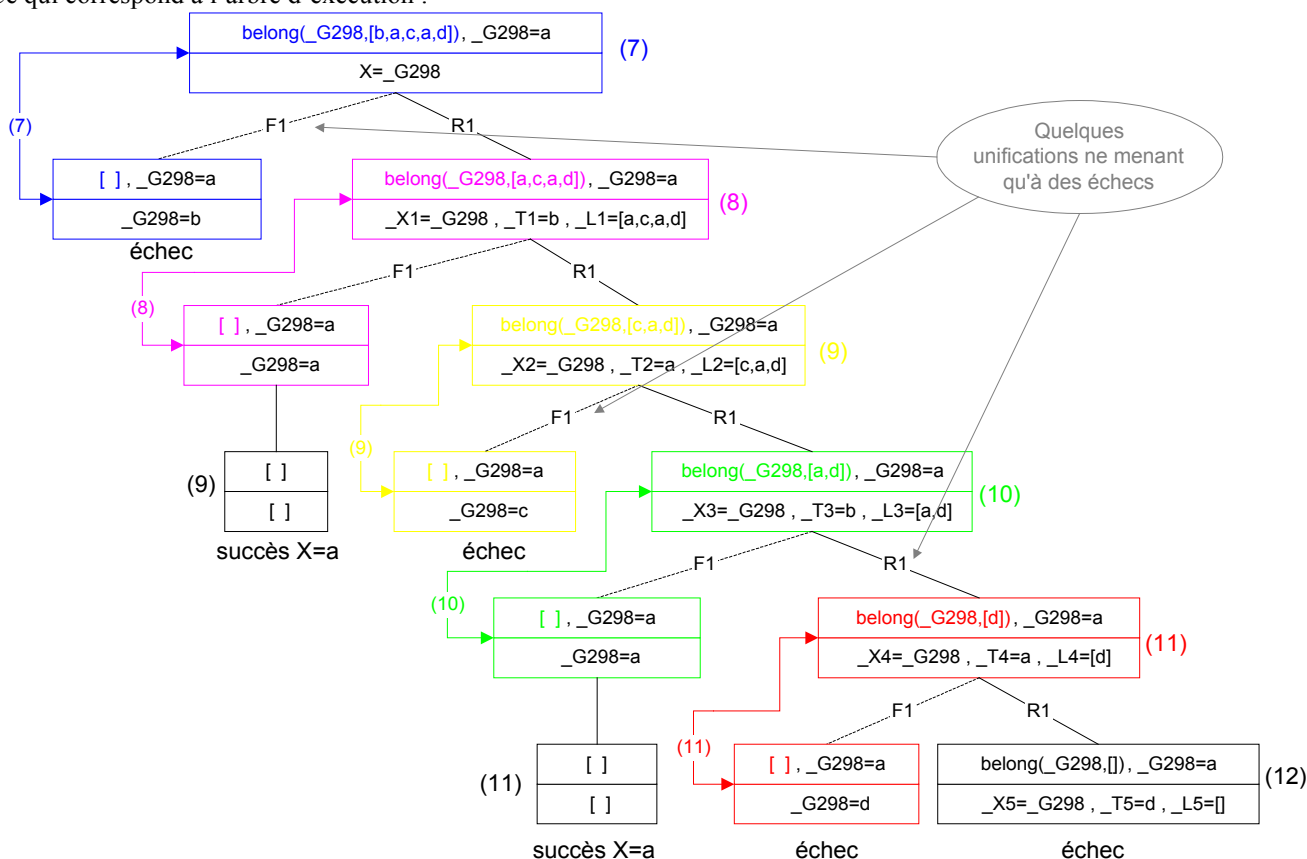 ce qui correspond à l'arbre d'exécution :
belong(_G298,[b,a,c,a,d]), _G298=a
(7)
X=_G298
(7)
F1
R1
Quelques
unifications ne menant
qu'à des échecs
[ ] , _G298=a
_G298=b
échec
belong(_G298,[a,c,a,d]), _G298=a
_X1=_G298 , _T1=b , _L1=[a,c,a,d]
(8)
F1
R1
(8)
[ ] , _G298=a
_G298=a
belong(_G298,[c,a,d]), _G298=a
_X2=_G298 , _T2=a , _L2=[c,a,d]
(9)
F1
R1
(9)
(9)
[ ]
[ ]
succès X=a
[ ] , _G298=a
_G298=c
échec
belong(_G298,[a,d]), _G298=a
_X3=_G298 , _T3=b , _L3=[a,d]
(10)
F1
R1
(10)
[ ] , _G298=a
_G298=a
belong(_G298,[d]), _G298=a
_X4=_G298 , _T4=a , _L4=[d]
(11)
F1
R1
(11)
(11)
[ ]
[ ]
succès X=a
[ ] , _G298=a
_G298=d
échec
belong(_G298,[]), _G298=a
_X5=_G298 , _T5=d , _L5=[]
(12)
échec